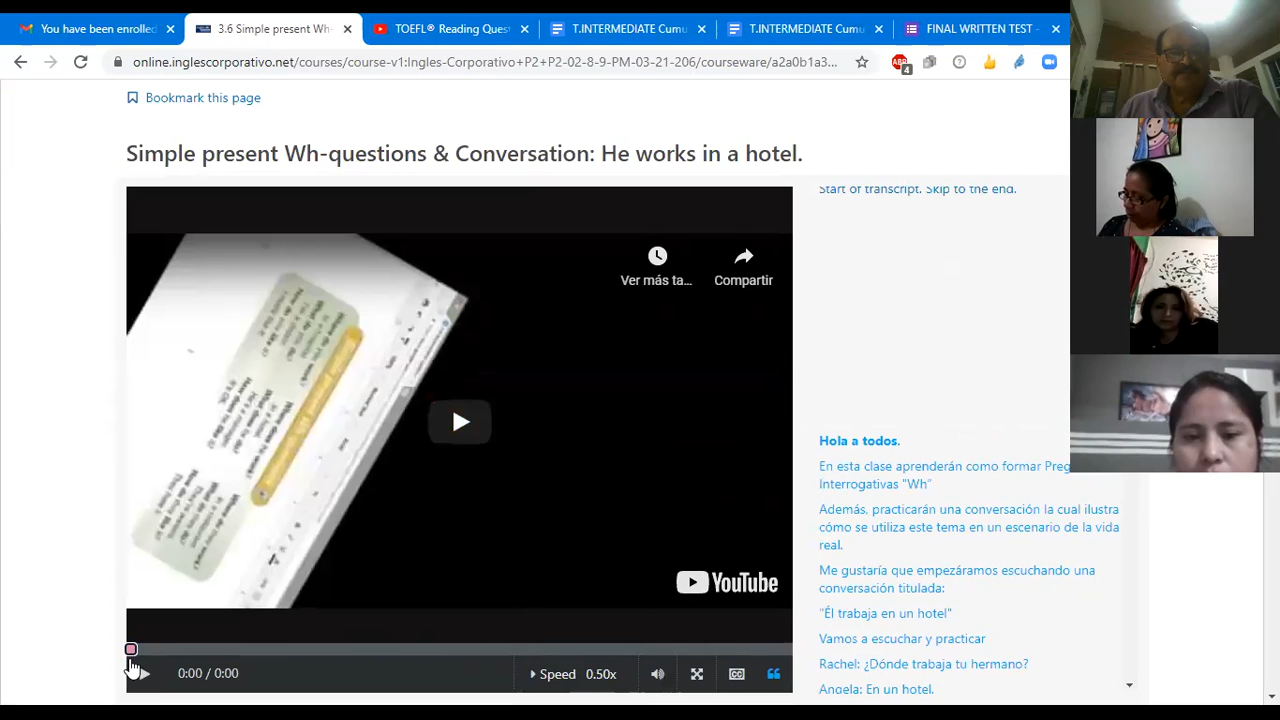 You have been enrolled
3.6 Simple present Wh-
TOEFL® Reading Ques
T.INTERMEDIATE Cumu
T.INTERMEDIATE Cumu
FINAL WRITTEN TEST -
online.inglescorporativo.net/courses/course-v1:Ingles-Corporativo+P2+P2-02-8-9-PM-03-21-206/courseware/a2a0b1a3...
ABP
4
Bookmark this page
Simple present Wh-questions & Conversation: He works in a hotel.
Start of transcript. Skip to the end.
Ver más ta...
Compartir
YouTube
Hola a todos.
En esta clase aprenderán como formar Preg
Interrogativas "Wh"
Además, practicarán una conversación la cual ilustra
cómo se utiliza este tema en un escenario de la vida
real.
Me gustaría que empezáramos escuchando una
conversación titulada:
"Él trabaja en un hotel"
Vamos a escuchar y practicar
Rachel: ¿Dónde trabaja tu hermano?
Angela: En un hotel.
0:00 / 0:00
Speed
0.50x